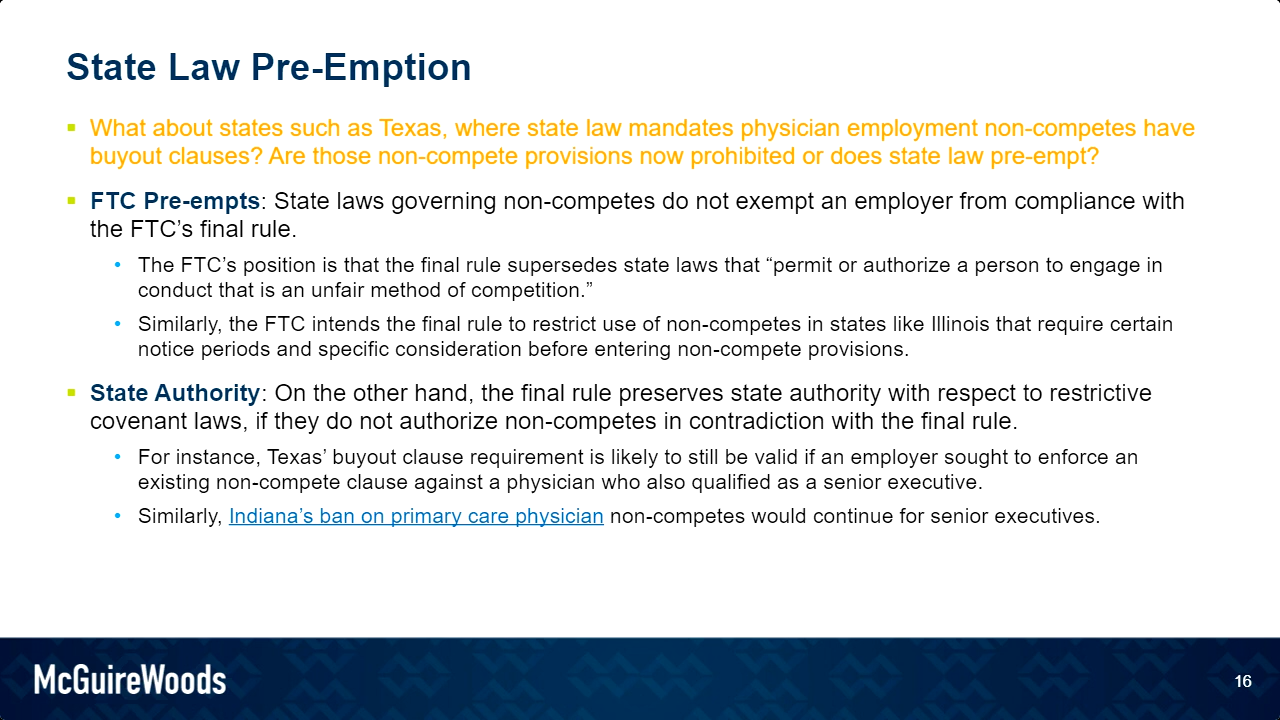 State Law Pre-Emption
▪ What about states such as Texas, where state law mandates physician employment non-competes have
buyout clauses? Are those non-compete provisions now prohibited or does state law pre-empt?
▪ FTC Pre-empts: State laws governing non-competes do not exempt an employer from compliance with
the FTC’s final rule.
• The FTC’s position is that the final rule supersedes state laws that “permit or authorize a person to engage in
conduct that is an unfair method of competition.”
• Similarly, the FTC intends the final rule to restrict use of non-competes in states like Illinois that require certain
notice periods and specific consideration before entering non-compete provisions.
▪ State Authority: On the other hand, the final rule preserves state authority with respect to restrictive
covenant laws, if they do not authorize non-competes in contradiction with the final rule.
• For instance, Texas’ buyout clause requirement is likely to still be valid if an employer sought to enforce an
existing non-compete clause against a physician who also qualified as a senior executive.
• Similarly, Indiana’s ban on primary care physician non-competes would continue for senior executives.
McGuireWoods
16